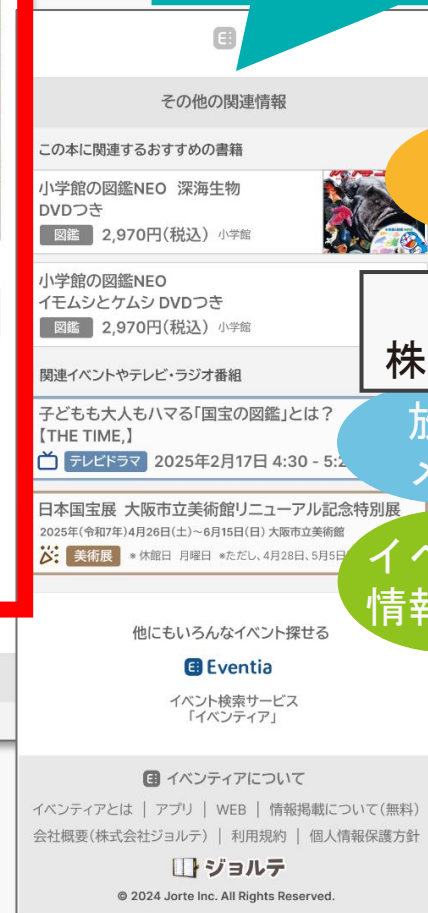 その他の関連情報
この本に関連するおすすめの書籍
小学館の図鑑NEO 深海生物
DVDつき
図鑑 2,970円(税込) 小学館
小学館の図鑑NEO
イモムシとケムシ DVDつき
図鑑 2,970円(税込) 小学館
株
関連イベントやテレビ・ラジオ番組
子どもも大人もハマる「国宝の図鑑」とは？
【THE TIME,】
テレビドラマ 2025年2月17日 4:30 - 5:2
日本国宝展 大阪市立美術館リニューアル記念特別展
2025年(令和7年)4月26日(土)～6月15日(日) 大阪市立美術館
美術展 ※休館日 月曜日 ※ただし、4月28日、5月5日
イベ
情報
他にもいろんなイベント探せる
Eventia
イベント検索サービス
「イベンティア」
イベンティアについて
イベンティアとは | アプリ | WEB | 情報掲載について(無料)
会社概要(株式会社ジョルテ) | 利用規約 | 個人情報保護方針
ジョルテ
© 2024 Jorte Inc. All Rights Reserved.